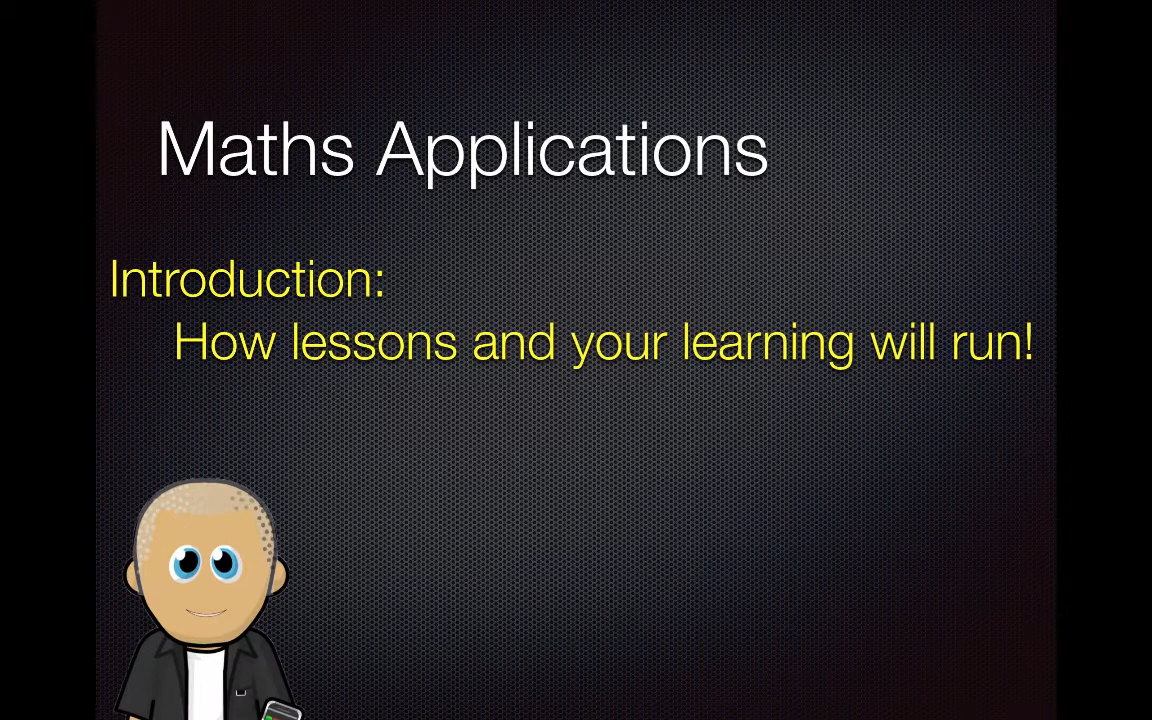 Maths Applications
Introduction:
How lessons and your learning will run!